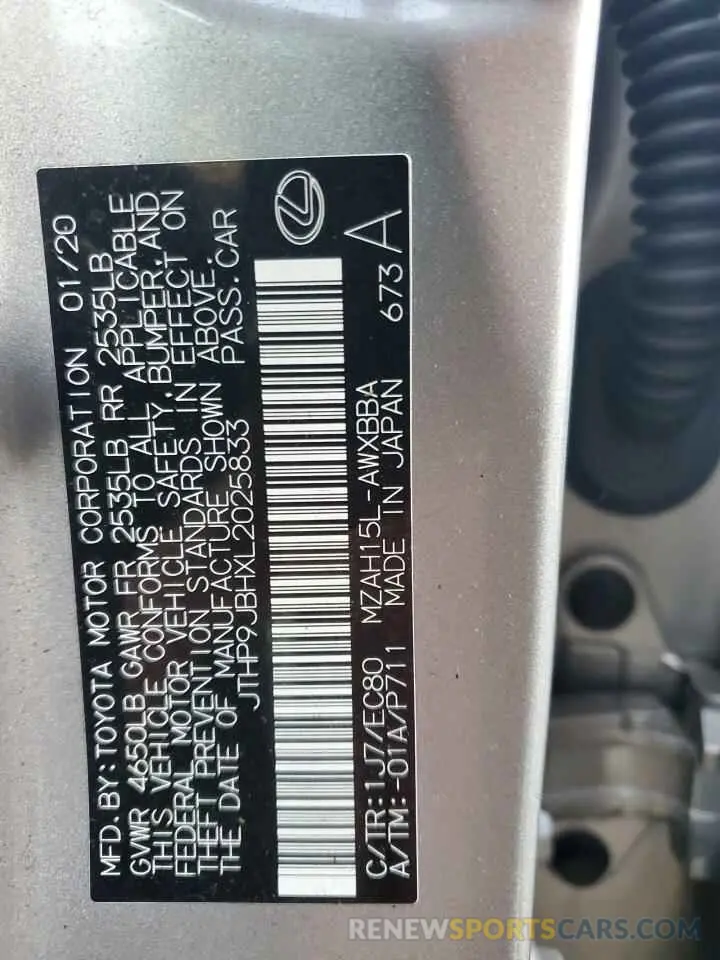 MFD.BY:TOYOTA MOTOR CORPORATION 01/20
GVWR 4650LB GAWR FR 2535LB RR 2535LB
THIS VEHICLE CONFORMS TO ALL APPLICABLE
FEDERAL MOTOR VEHICLE SAFETY,BUMPER,AND
THEFT PREVENTION STANDARDS IN EFFECT ON
THE DATE OF MANUFACTURE SHOWN ABOVE.
JTHP9JBHXL2025833 PASS.CAR
C/TR:1J7/EC80 MZAH15L-AWXBBA
A/TM:-01A/P711 MADE IN JAPAN 673 A
RENEWSPORTSCARS.COM